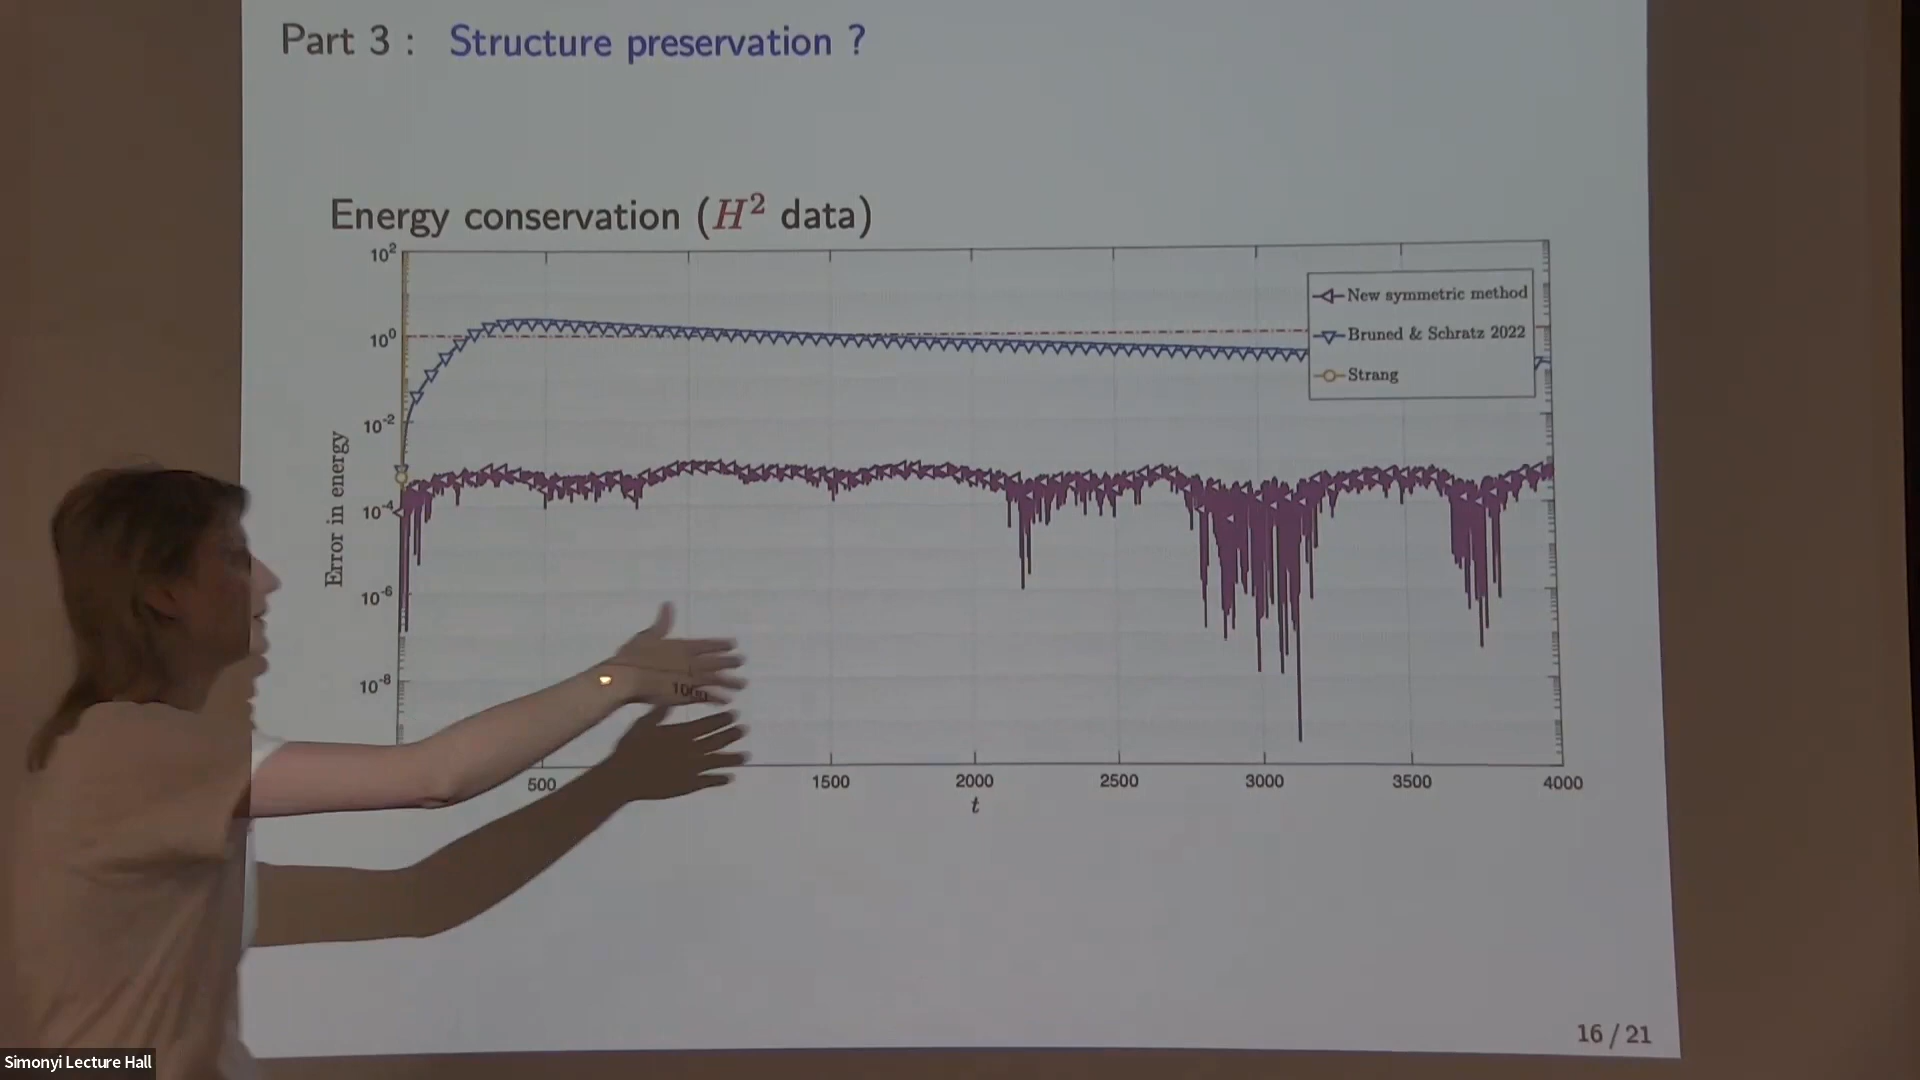 Part 3 : Structure preservation ?
Energy conservation (H² data)
10²
10⁰
10⁻²
10⁻⁴
10⁻⁶
10⁻⁸
Error in energy
New symmetric method
Bruned & Schratz 2022
Strang
500
1000
1500
2000
2500
3000
3500
4000
t
16 / 21
Simonyi Lecture Hall